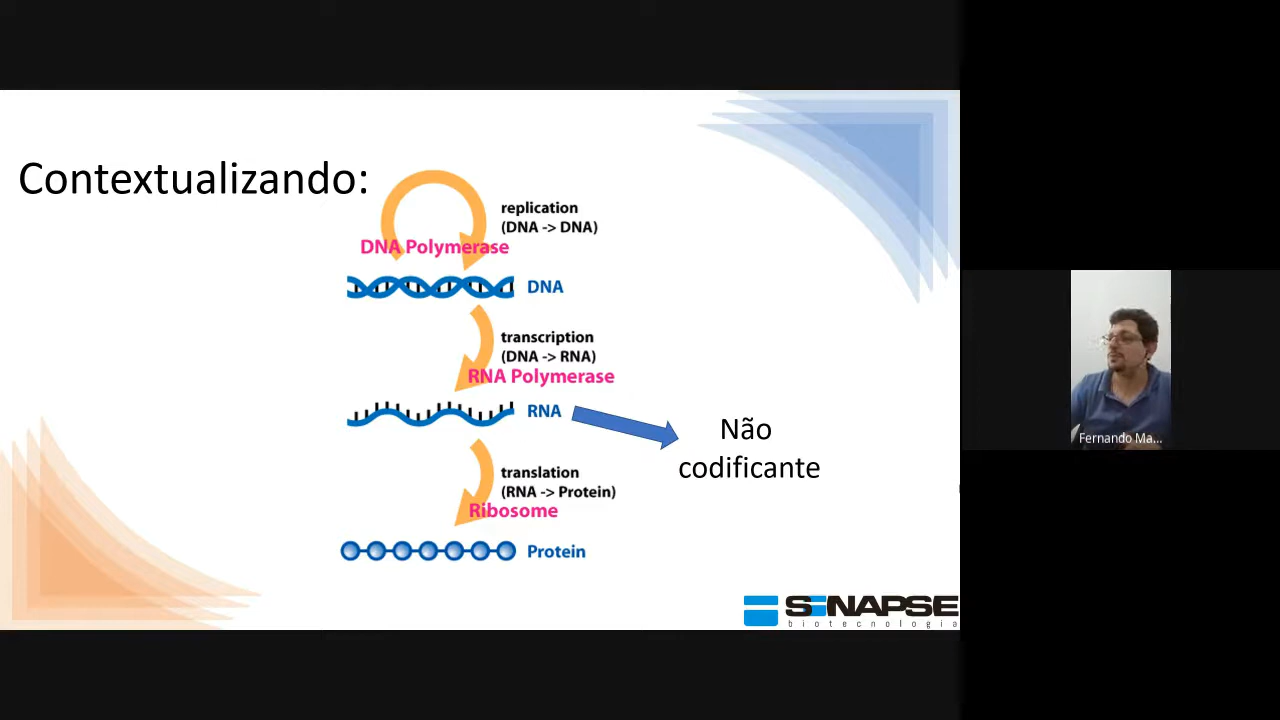 Contextualizando:
replication
(DNA -> DNA)
DNA Polymerase
DNA
transcription
(DNA -> RNA)
RNA Polymerase
RNA
Não
codificante
translation
(RNA -> Protein)
Ribosome
Protein
SINAPSE
biotecnologia
Fernando Ma...